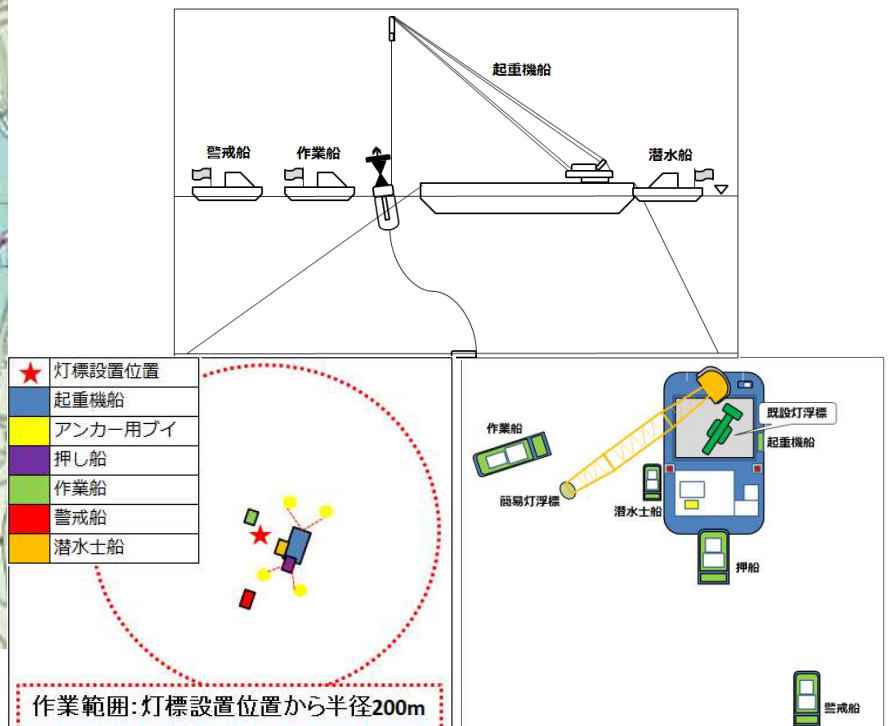 起重機船
警戒船
作業船
潜水船
灯標設置位置
起重機船
アンカー用ブイ
押し船
作業船
警戒船
潜水士船
作業範囲:灯標設置位置から半径200m
既設灯浮標
作業船
起重機船
簡易灯浮標
潜水士船
押船
警戒船